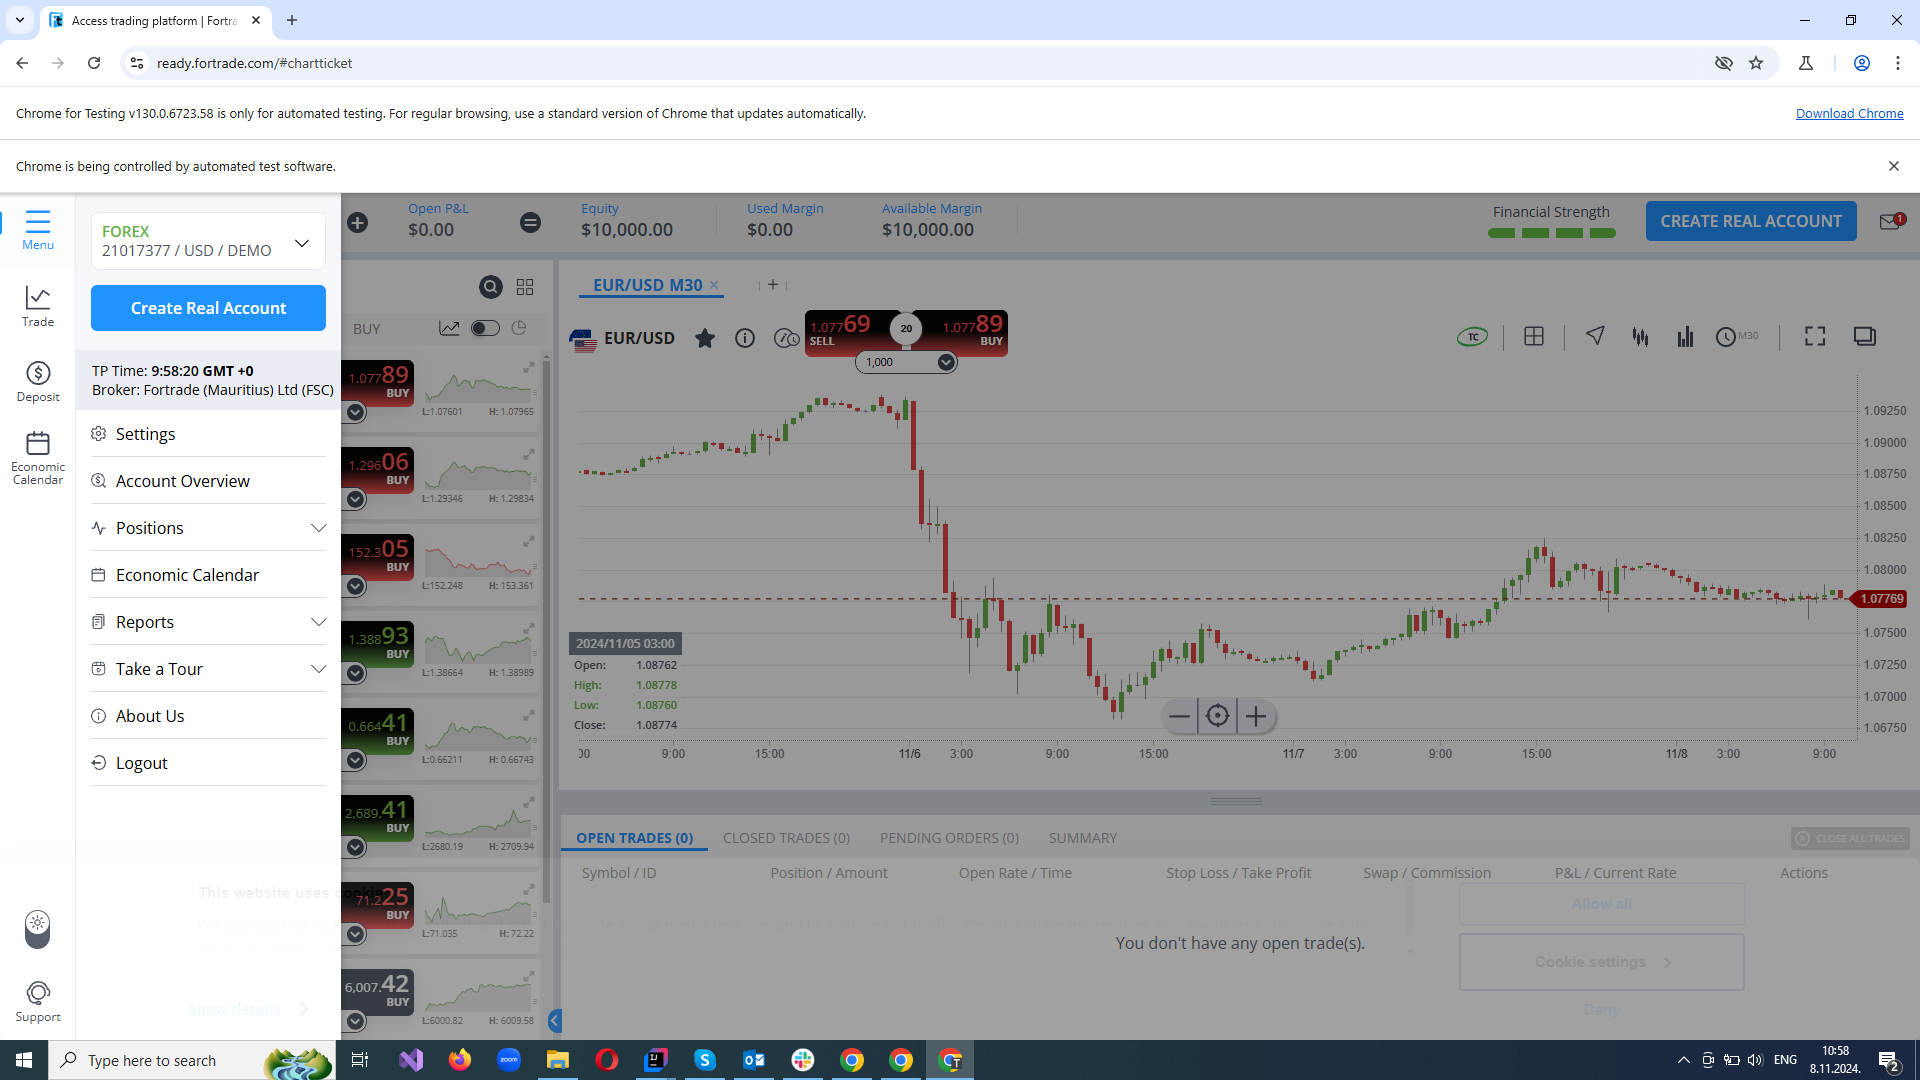 Access trading platform | Fortra
ready.fortrade.com/#chartticket
Chrome for Testing v130.0.6723.58 is only for automated testing. For regular browsing, use a standard version of Chrome that updates automatically.
Download Chrome
Chrome is being controlled by automated test software.
Menu
Trade
Deposit
Economic
Calendar
Support
FOREX
21017377 / USD / DEMO
Create Real Account
TP Time: 9:58:20 GMT +0
Broker: Fortrade (Mauritius) Ltd (FSC)
Settings
Account Overview
Positions
Economic Calendar
Reports
Take a Tour
About Us
Logout
This website uses
Show details
Open P&L
$0.00
Equity
$10,000.00
Used Margin
$0.00
Available Margin
$10,000.00
Financial Strength
CREATE REAL ACCOUNT
1
BUY
1.07789
BUY
L:1.07601 H: 1.07965
1.29606
BUY
L:1.29346 H: 1.29834
152.305
BUY
L:152.248 H: 153.361
1.38893
BUY
L:1.38664 H: 1.38989
0.66441
BUY
L:0.66211 H: 0.66743
2,689.41
BUY
L:2680.19 H: 2709.94
71.225
BUY
L:71.035 H: 72.22
6,007.42
BUY
L:6000.82 H: 6009.58
EUR/USD M30
EUR/USD
1.07769
SELL
20
1.07789
BUY
1,000
TC
M30
1.09250
1.09000
1.08750
1.08500
1.08250
1.08000
1.07769
1.07500
1.07250
1.07000
1.06750
2024/11/05 03:00
Open: 1.08762
High: 1.08778
Low: 1.08760
Close: 1.08774
:00 9:00 15:00 11/6 3:00 9:00 15:00 11/7 3:00 9:00 15:00 11/8 3:00 9:00
OPEN TRADES (0)
CLOSED TRADES (0)
PENDING ORDERS (0)
SUMMARY
CLOSE ALL TRADES
Symbol / ID
Position / Amount
Open Rate / Time
Stop Loss / Take Profit
Swap / Commission
P&L / Current Rate
Actions
Allow all
You don't have any open trade(s).
Cookie settings
Deny
Type here to search
zoom
ENG
10:58
8.11.2024.
2